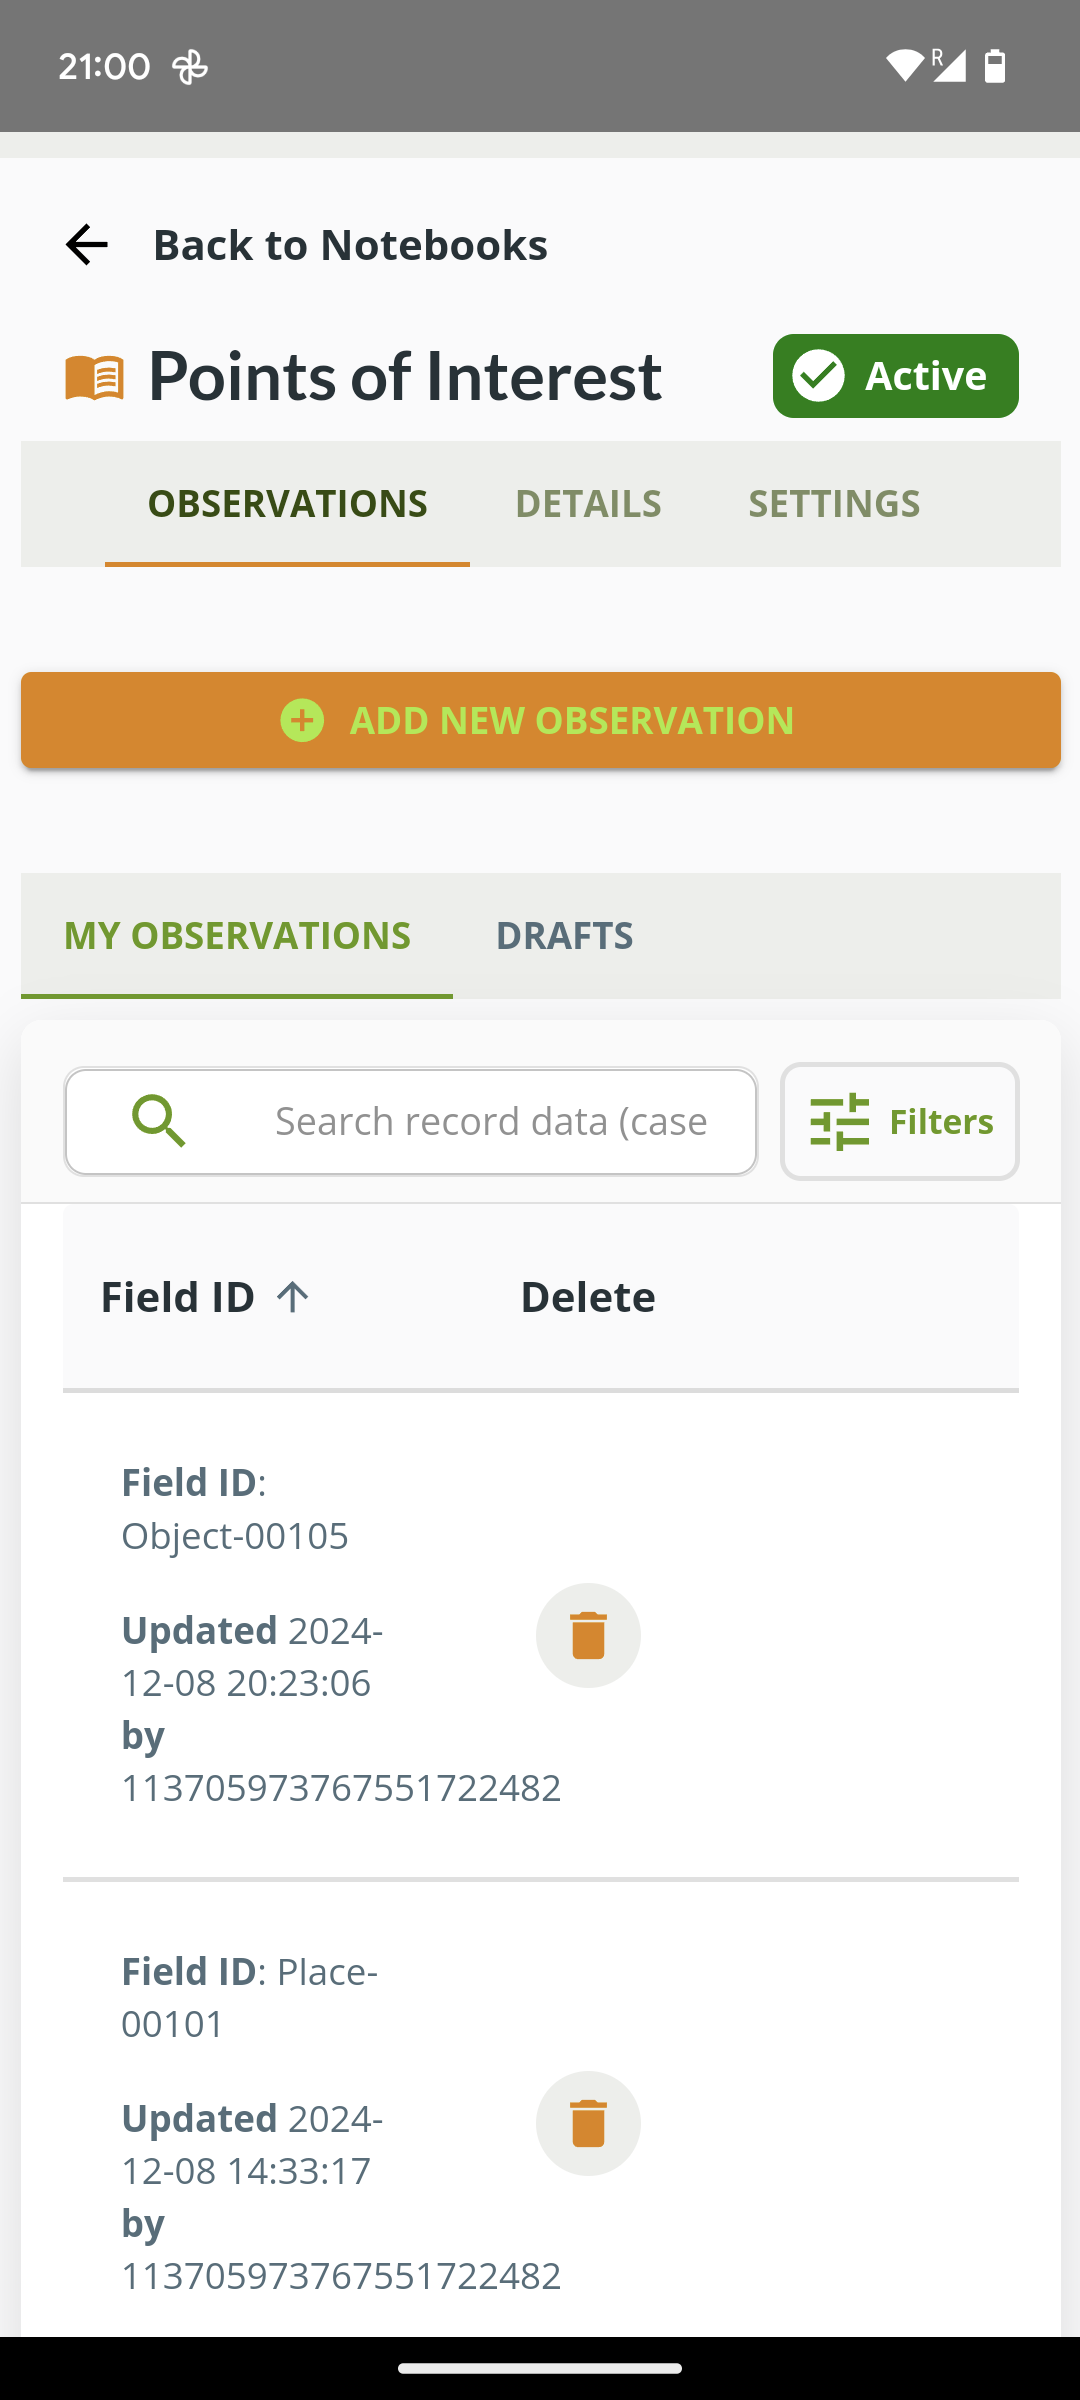 21:00
R
Back to Notebooks
Points of Interest
Active
OBSERVATIONS DETAILS SETTINGS
ADD NEW OBSERVATION
MY OBSERVATIONS DRAFTS
Search record data (case
Filters
Field ID Delete
Field ID:
Object-00105
Updated 2024-
12-08 20:23:06
by
113705973767551722482
Field ID: Place-
00101
Updated 2024-
12-08 14:33:17
by
113705973767551722482